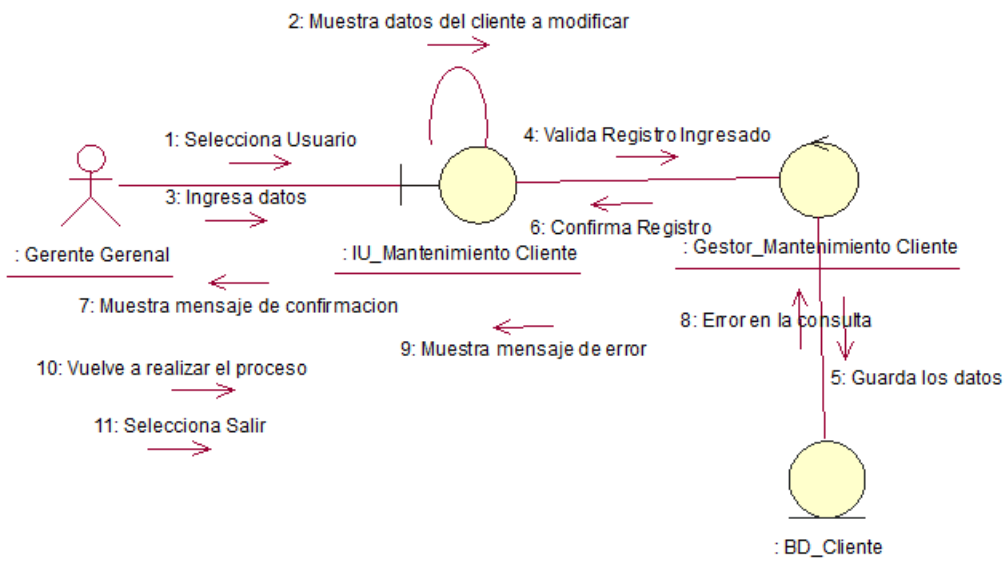 2: Muestra datos del cliente a modificar
1: Selecciona Usuario
4: Valida Registro Ingresado
3: Ingresa datos
6: Confirma Registro
: Gerente Gerenal
: IU_Mantenimiento Cliente
: Gestor_Mantenimiento Cliente
7: Muestra mensaje de confirmacion
8: Error en la consulta
9: Muestra mensaje de error
10: Vuelve a realizar el proceso
5: Guarda los datos
11: Selecciona Salir
: BD_Cliente